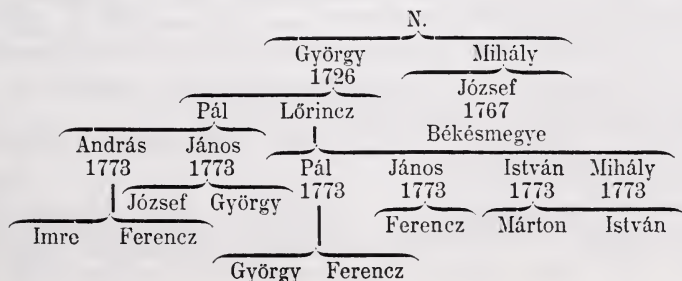 N.
György Mihály
1726 József
Pál Lőrincz 1767
Békésmegye
András János Pál János István Mihály
1773 1773 1773 1773 1773 1773
József György Ferencz Márton István
Imre Ferencz
György Ferencz